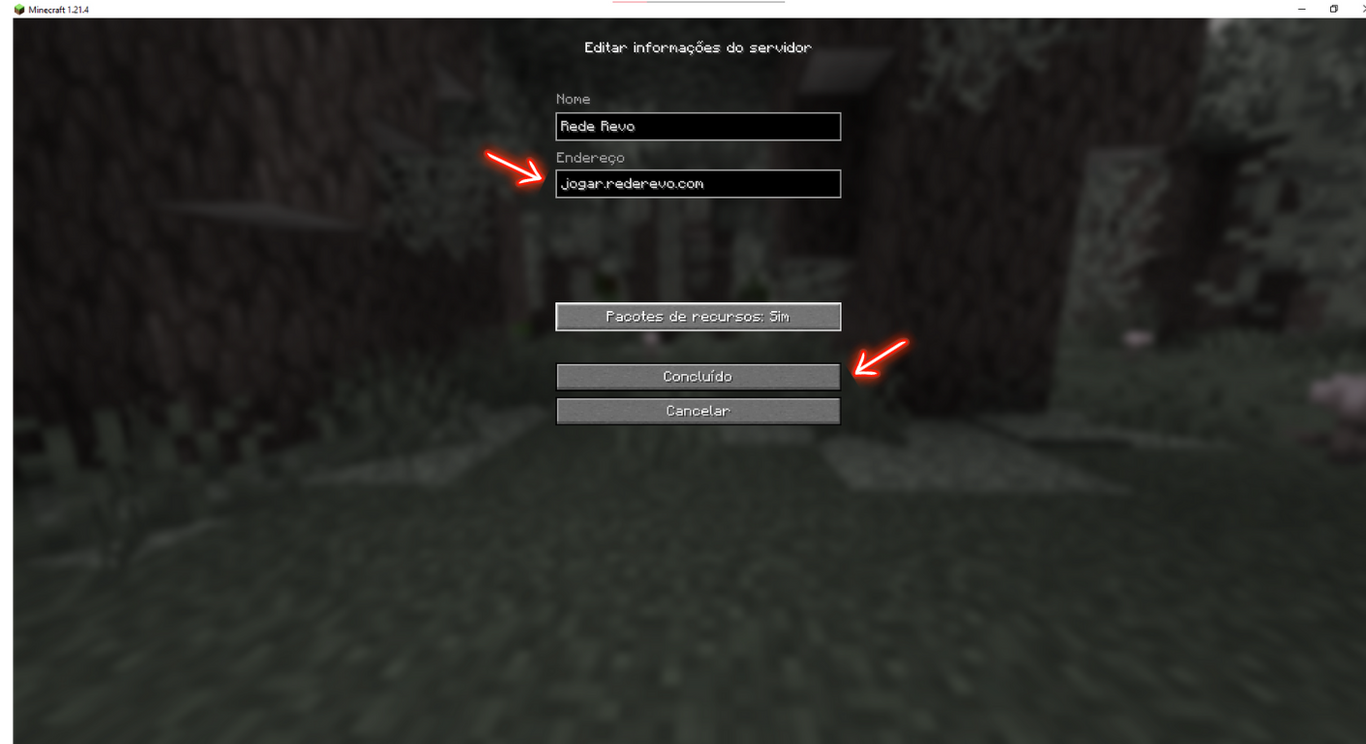 Minecraft 1.21.4
Editar informações do servidor
Nome
Rede Revo
Endereço
jogar.rederevo.com
Pacotes de recursos: Sim
Concluído
Cancelar